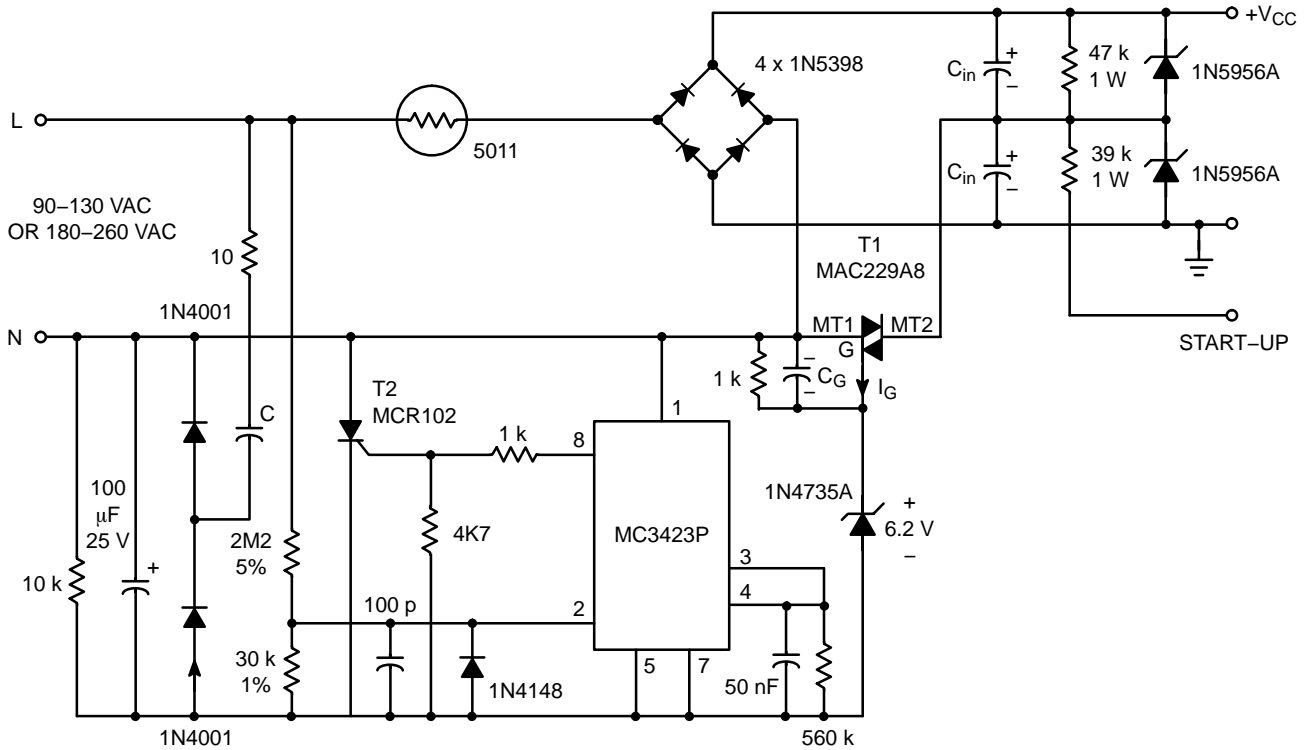 +VCC
4 x 1N5398
Cin
+
–
47 k
1 W
1N5956A
L
5011
Cin
+
–
39 k
1 W
1N5956A
90–130 VAC
OR 180–260 VAC
10
T1
MAC229A8
1N4001
N
MT1
MT2
G
START–UP
1 k
–
CG
–
IG
T2
MCR102
C
1
8
1 k
100
µF
25 V
+
10 k
2M2
5%
4K7
MC3423P
1N4735A
+
6.2 V
–
3
4
100 p
2
30 k
1%
1N4148
5
7
50 nF
1N4001
560 k